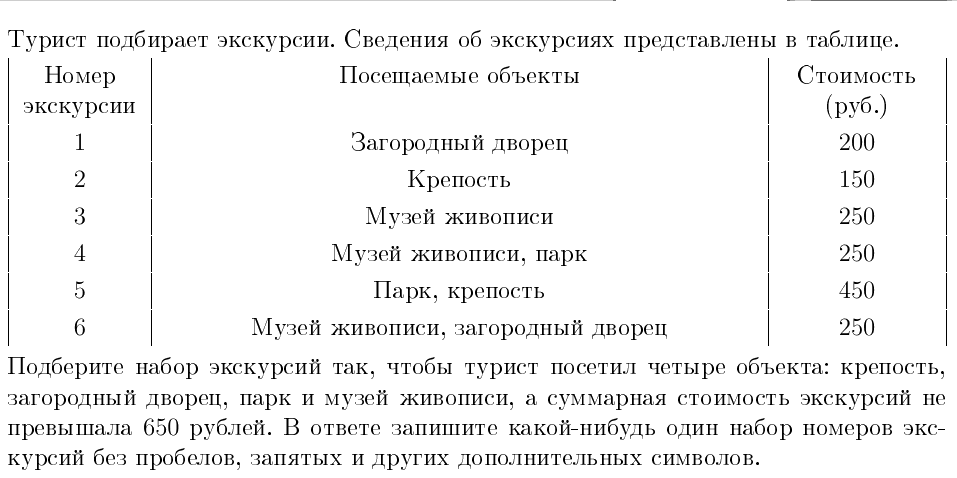 Турист подбирает экскурсии. Сведения об экскурсиях представлены в таблице.
Номер экскурсии Посещаемые объекты Стоимость (руб.)
1 Загородный дворец 200
2 Крепость 150
3 Музей живописи 250
4 Музей живописи, парк 250
5 Парк, крепость 450
6 Музей живописи, загородный дворец 250
Подберите набор экскурсий так, чтобы турист посетил четыре объекта: крепость,
загородный дворец, парк и музей живописи, а суммарная стоимость экскурсий не
превышала 650 рублей. В ответе запишите какой-нибудь один набор номеров экс-
курсий без пробелов, запятых и других дополнительных символов.